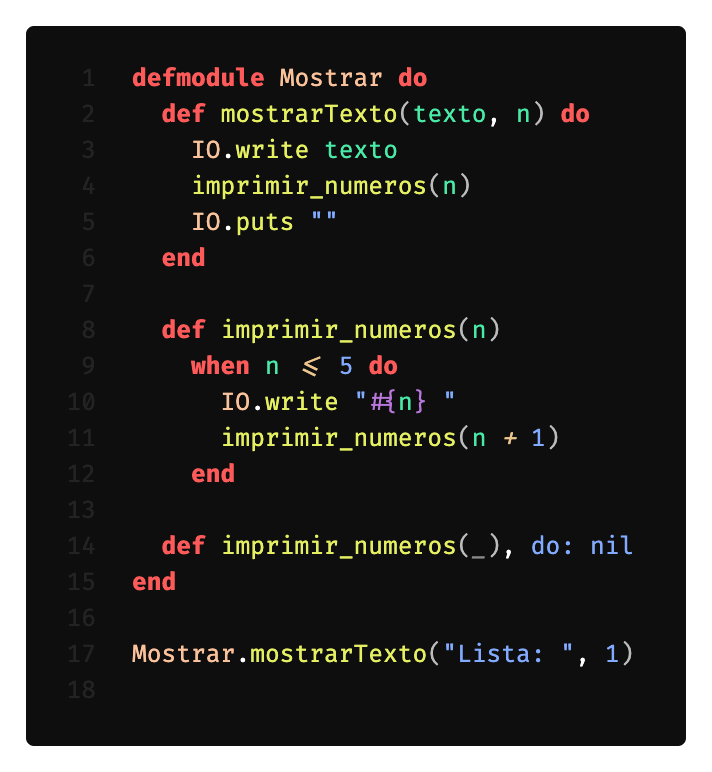 1 defmodule Mostrar do
2   def mostrarTexto(texto, n) do
3     IO.write texto
4     imprimir_numeros(n)
5     IO.puts ""
6   end
7
8   def imprimir_numeros(n)
9     when n <= 5 do
10       IO.write "#{n} "
11       imprimir_numeros(n + 1)
12     end
13
14   def imprimir_numeros(_), do: nil
15 end
16
17 Mostrar.mostrarTexto("Lista: ", 1)
18